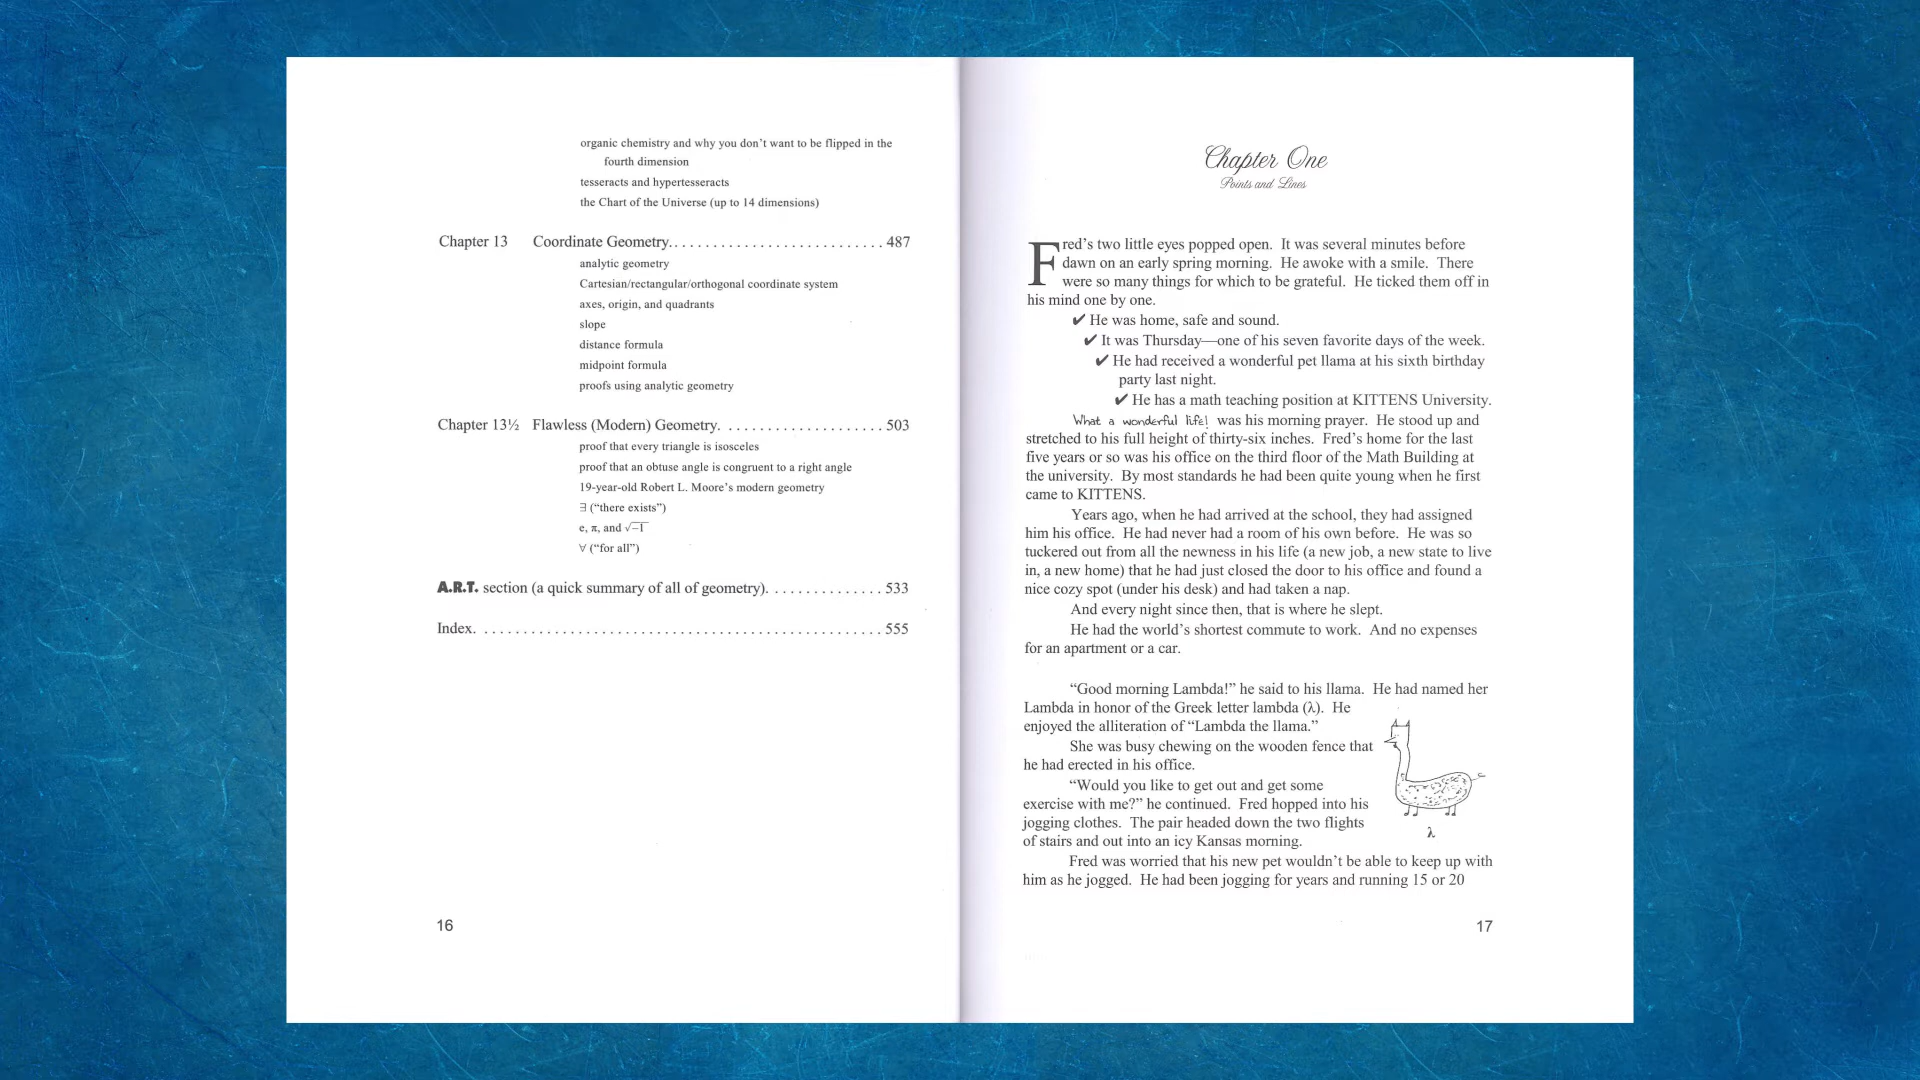 organic chemistry and why you don't want to be flipped in the
fourth dimension
tesseracts and hypertesseracts
the Chart of the Universe (up to 14 dimensions)
Chapter 13 Coordinate Geometry. . . . . . . . . . . . . . . . . . . . . . . . . . . . 487
analytic geometry
Cartesian/rectangular/orthogonal coordinate system
axes, origin, and quadrants
slope
distance formula
midpoint formula
proofs using analytic geometry
Chapter 13½ Flawless (Modern) Geometry. . . . . . . . . . . . . . . . . . . . . 503
proof that every triangle is isosceles
proof that an obtuse angle is congruent to a right angle
19-year-old Robert L. Moore's modern geometry
∃ (“there exists”)
e, π, and √−1
∀ (“for all”)
A.R.T. section (a quick summary of all of geometry). . . . . . . . . . . . . . . 533
Index. . . . . . . . . . . . . . . . . . . . . . . . . . . . . . . . . . . . . . . . . . . . . . . . . . . . 555
16
Chapter One
Points and Lines
Fred's two little eyes popped open. It was several minutes before
dawn on an early spring morning. He awoke with a smile. There
were so many things for which to be grateful. He ticked them off in
his mind one by one.
✔ He was home, safe and sound.
✔ It was Thursday—one of his seven favorite days of the week.
✔ He had received a wonderful pet llama at his sixth birthday
party last night.
✔ He has a math teaching position at KITTENS University.
What a wonderful life! was his morning prayer. He stood up and
stretched to his full height of thirty-six inches. Fred's home for the last
five years or so was his office on the third floor of the Math Building at
the university. By most standards he had been quite young when he first
came to KITTENS.
Years ago, when he had arrived at the school, they had assigned
him his office. He had never had a room of his own before. He was so
tuckered out from all the newness in his life (a new job, a new state to live
in, a new home) that he had just closed the door to his office and found a
nice cozy spot (under his desk) and had taken a nap.
And every night since then, that is where he slept.
He had the world's shortest commute to work. And no expenses
for an apartment or a car.
“Good morning Lambda!” he said to his llama. He had named her
Lambda in honor of the Greek letter lambda (λ). He
enjoyed the alliteration of “Lambda the llama.”
She was busy chewing on the wooden fence that
he had erected in his office.
“Would you like to get out and get some
exercise with me?” he continued. Fred hopped into his
jogging clothes. The pair headed down the two flights
of stairs and out into an icy Kansas morning.
λ
Fred was worried that his new pet wouldn't be able to keep up with
him as he jogged. He had been jogging for years and running 15 or 20
17